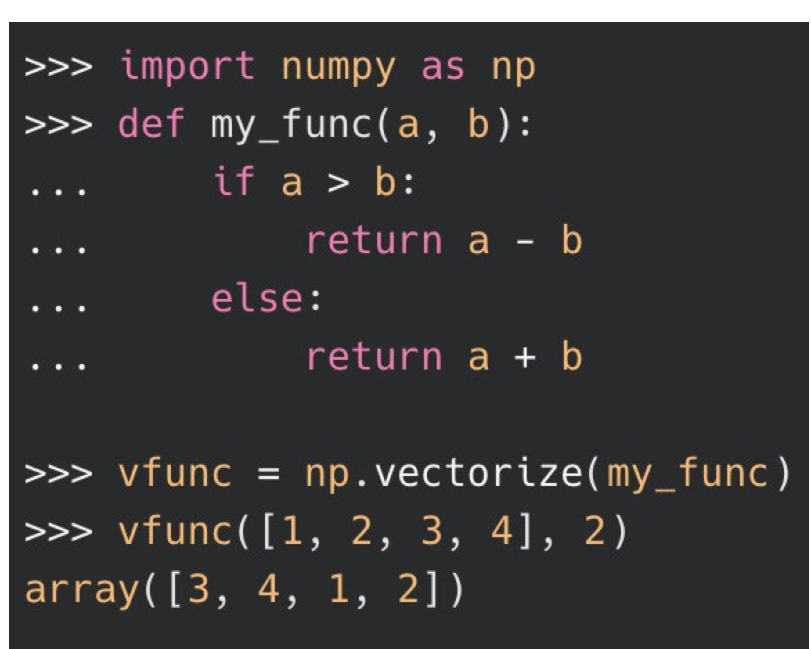 >>> import numpy as np
>>> def my_func(a, b):
...     if a > b:
...         return a - b
...     else:
...         return a + b
>>> vfunc = np.vectorize(my_func)
>>> vfunc([1, 2, 3, 4], 2)
array([3, 4, 1, 2])